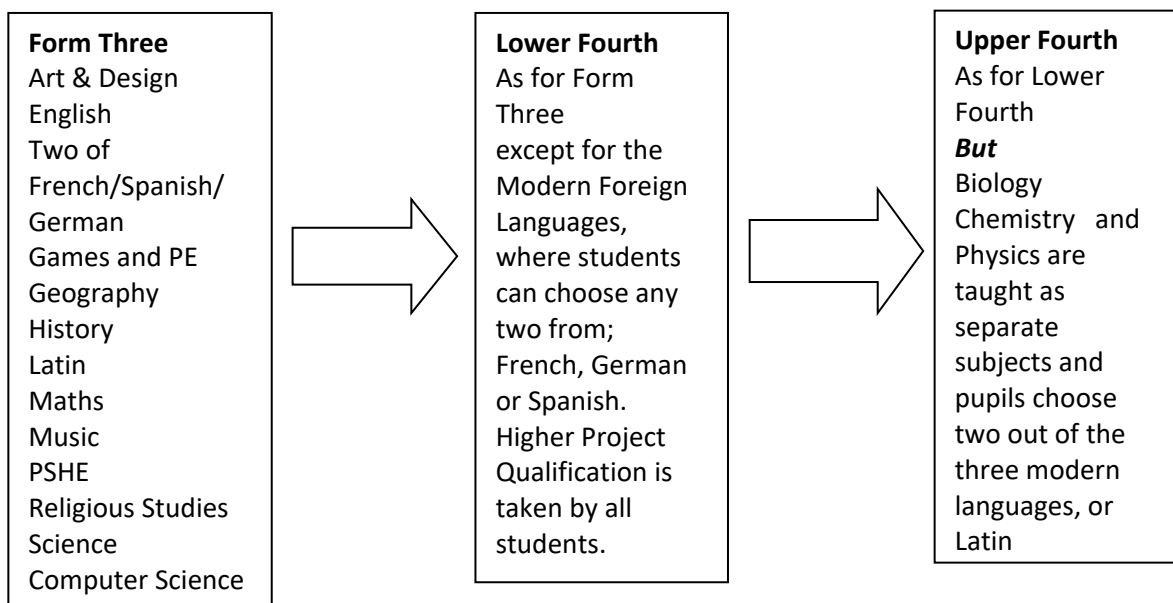 Form Three
Art & Design
English
Two of
French/Spanish/
German
Games and PE
Geography
History
Latin
Maths
Music
PSHE
Religious Studies
Science
Computer Science
Lower Fourth
As for Form
Three
except for the
Modern Foreign
Languages,
where students
can choose any
two from;
French, German
or Spanish.
Higher Project
Qualification is
taken by all
students.
Upper Fourth
As for Lower
Fourth
But
Biology
Chemistry and
Physics are
taught as
separate
subjects and
pupils choose
two out of the
three modern
languages, or
Latin